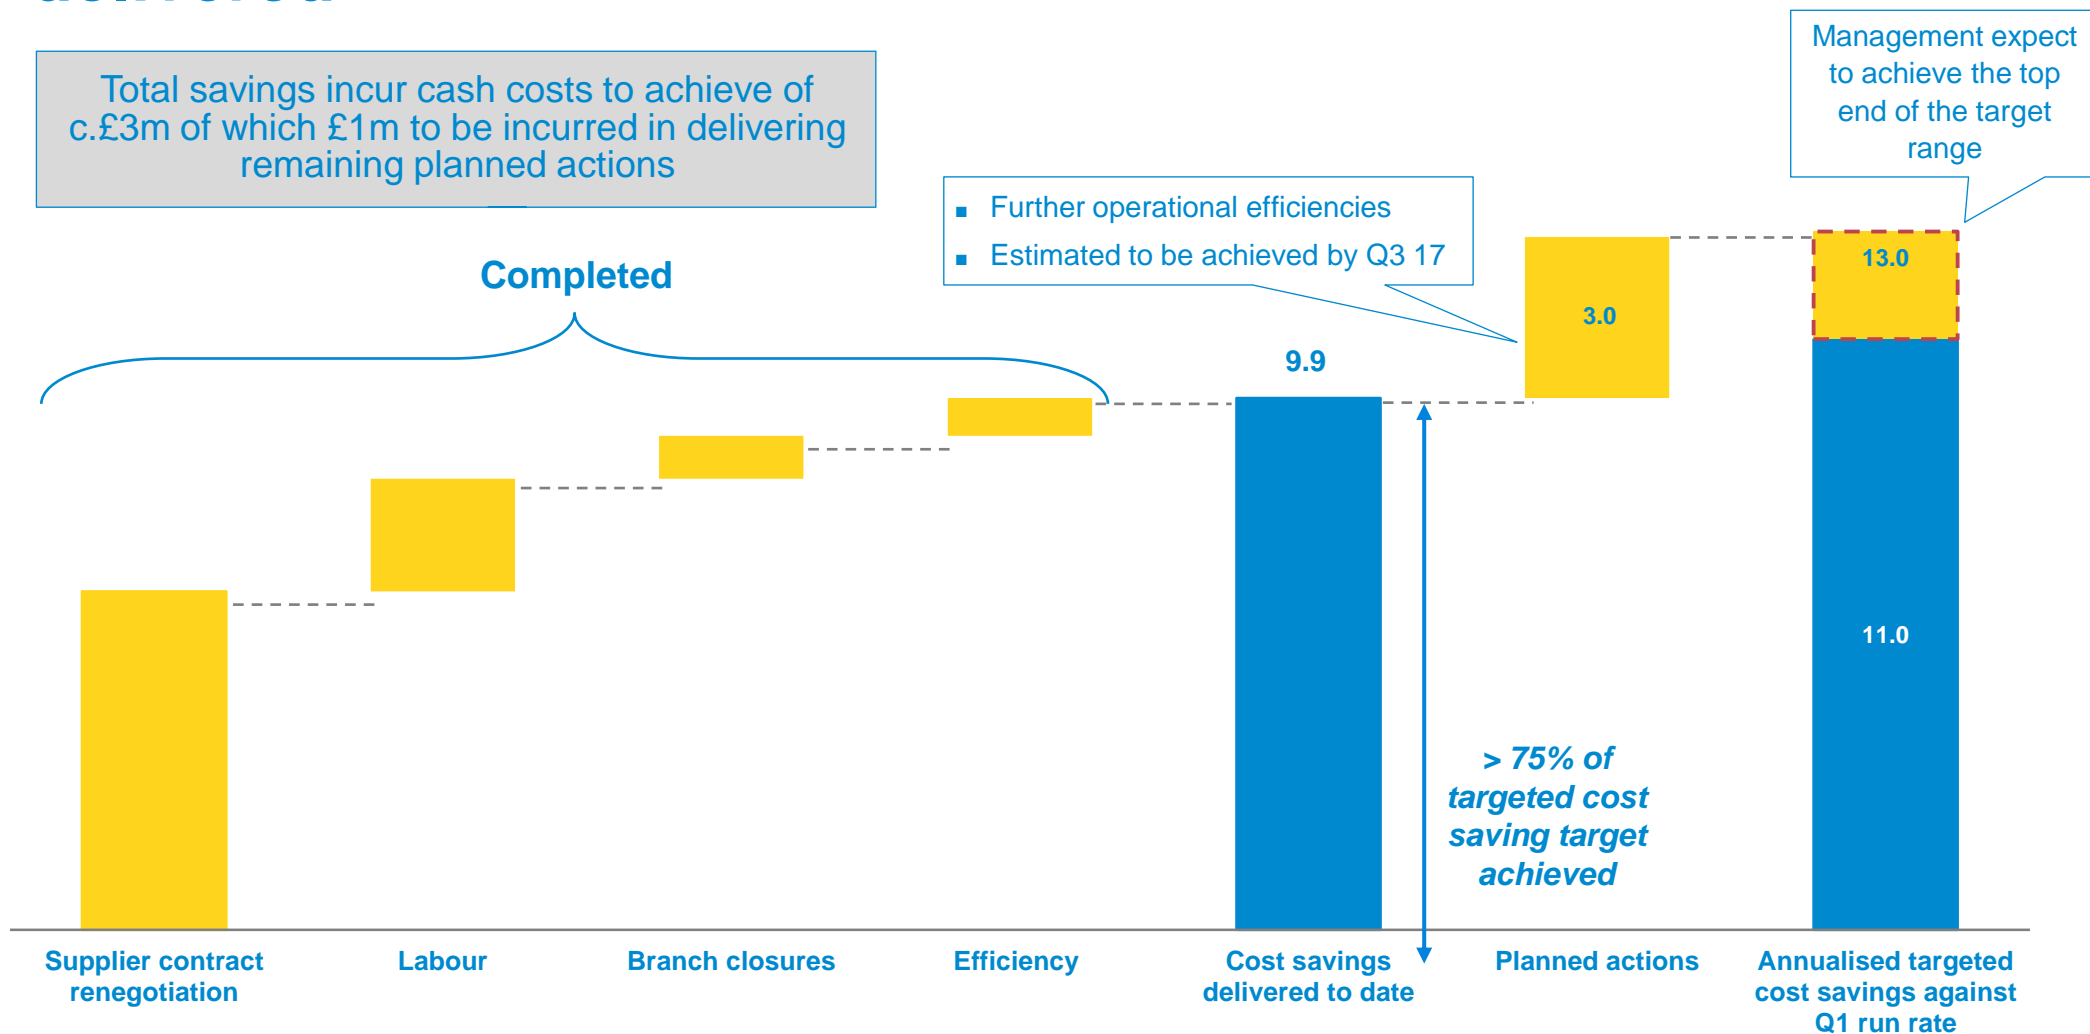 Total savings incur cash costs to achieve of
c.£3m of which £1m to be incurred in delivering
remaining planned actions
Management expect
to achieve the top
end of the target
range
■ Further operational efficiencies
■ Estimated to be achieved by Q3 17
Completed
13.0
3.0
9.9
11.0
> 75% of
targeted cost
saving target
achieved
Supplier contract
renegotiation
Labour
Branch closures
Efficiency
Cost savings
delivered to date
Planned actions
Annualised targeted
cost savings against
Q1 run rate